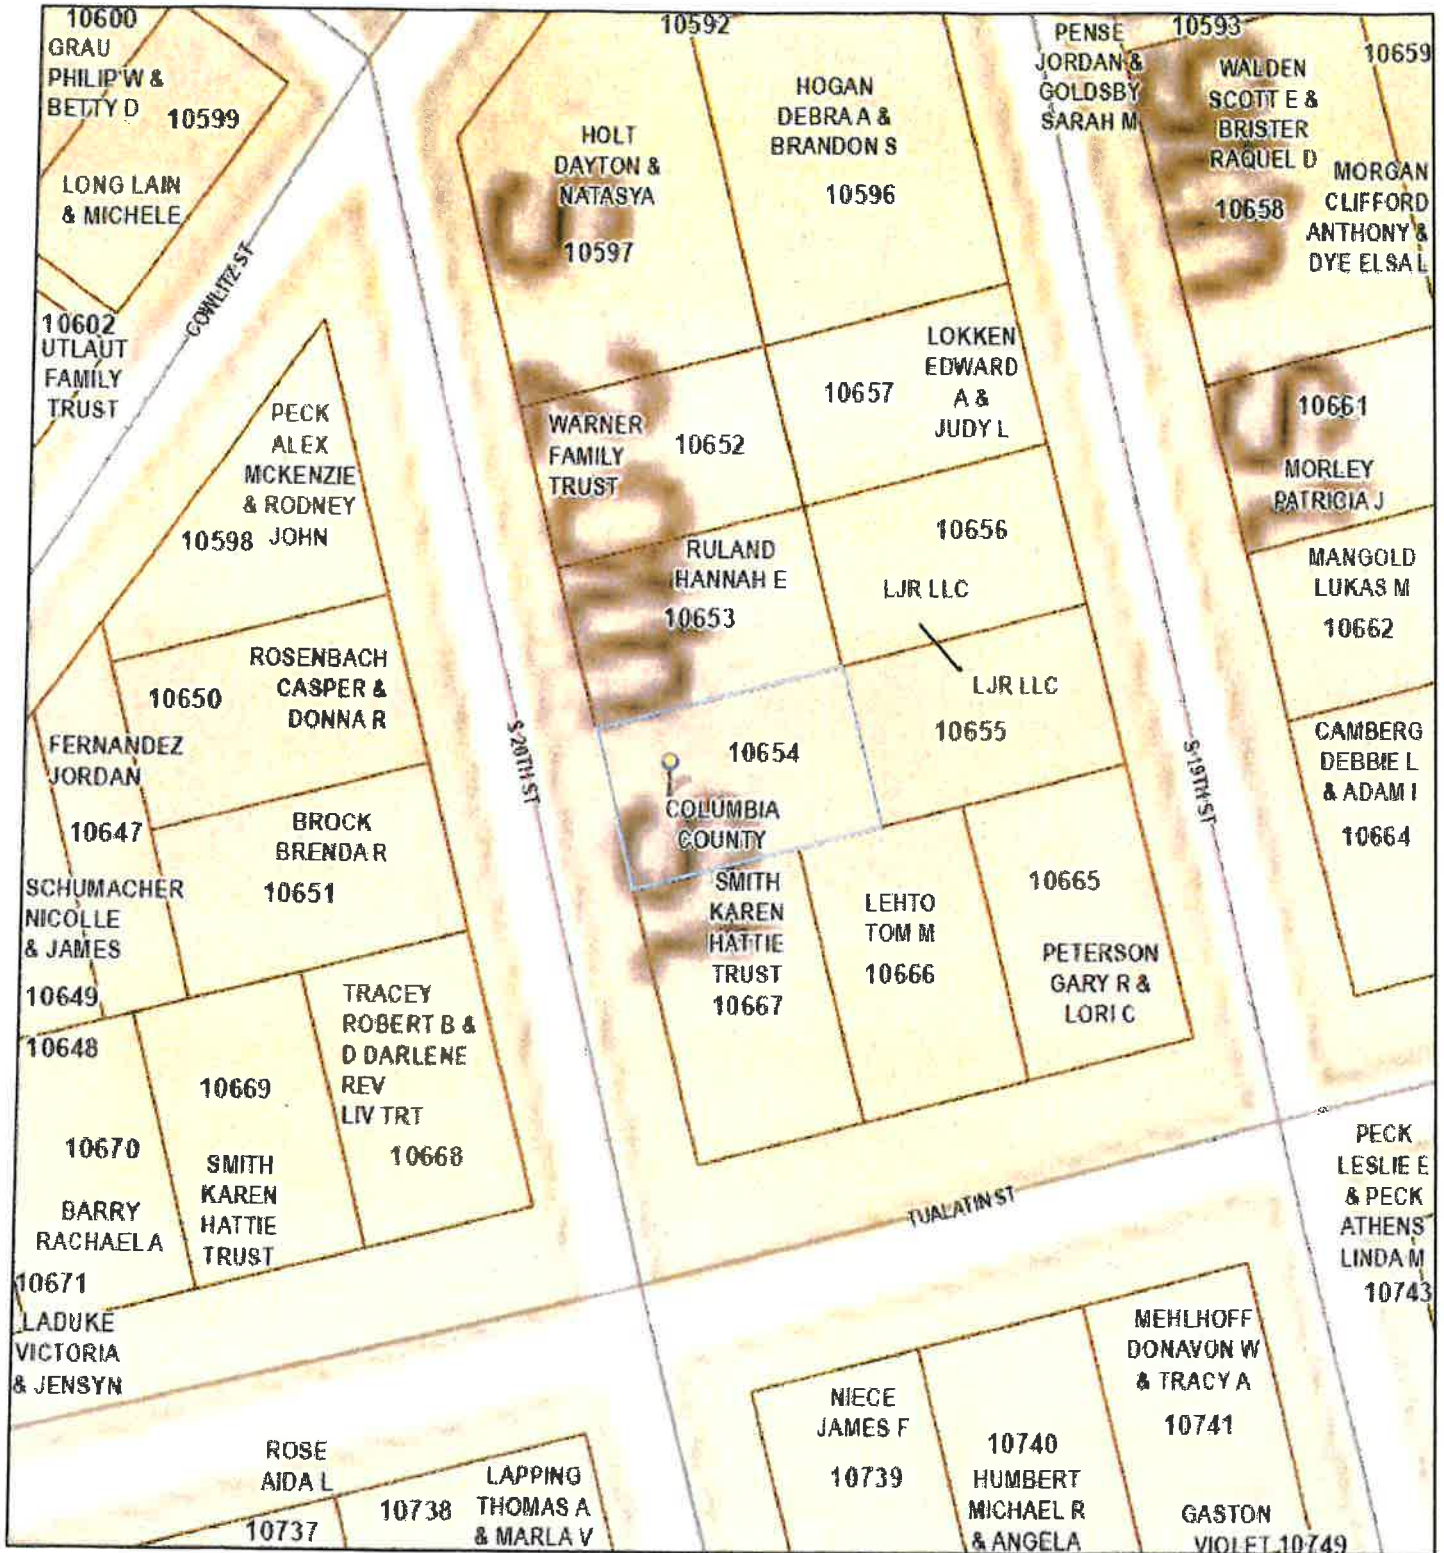 10600
GRAU
PHILIP W &
BETTY D
10599
LONG LAIN
& MICHELE
10602
UTLAUT
FAMILY
TRUST
COWLITZ ST
10592
HOLT
DAYTON &
NATASYA
10597
HOGAN
DEBRA A &
BRANDON S
10596
PENSE
JORDAN &
GOLDSBY
SARAH M
10593
WALDEN
SCOTT E &
BRISTER
RAQUEL D
10658
10659
MORGAN
CLIFFORD
ANTHONY &
DYE ELSA L
PECK
ALEX
MCKENZIE
& RODNEY
JOHN
10598
WARNER
FAMILY
TRUST
10652
10657
LOKKEN
EDWARD
A &
JUDY L
10661
MORLEY
PATRICIA J
RULAND
HANNAH E
10653
10656
LJR LLC
MANGOLD
LUKAS M
10662
ROSENBACH
CASPER &
DONNA R
10650
LJR LLC
10655
FERNANDEZ
JORDAN
10647
S 20TH ST
10654
COLUMBIA
COUNTY
S 19TH ST
CAMBERG
DEBBIE L
& ADAM I
10664
BROCK
BRENDA R
10651
SCHUMACHER
NICOLLE
& JAMES
10649
10648
SMITH
KAREN
HATTIE
TRUST
10667
LEHTO
TOM M
10666
10665
PETERSON
GARY R &
LORI C
TRACEY
ROBERT B &
D DARLENE
REV
LIV TRT
10668
10669
SMITH
KAREN
HATTIE
TRUST
10670
BARRY
RACHAEL A
10671
LADUKE
VICTORIA
& JENSYN
TUALATIN ST
S
PECK
LESLIE E
& PECK
ATHENS
LINDA M
10743
ROSE
AIDA L
10737
10738
LAPPING
THOMAS A
& MARLA V
NIECE
JAMES F
10739
10740
HUMBERT
MICHAEL R
& ANGELA
MEHLHOFF
DONAVON W
& TRACY A
10741
GASTON
VIOLET 10749